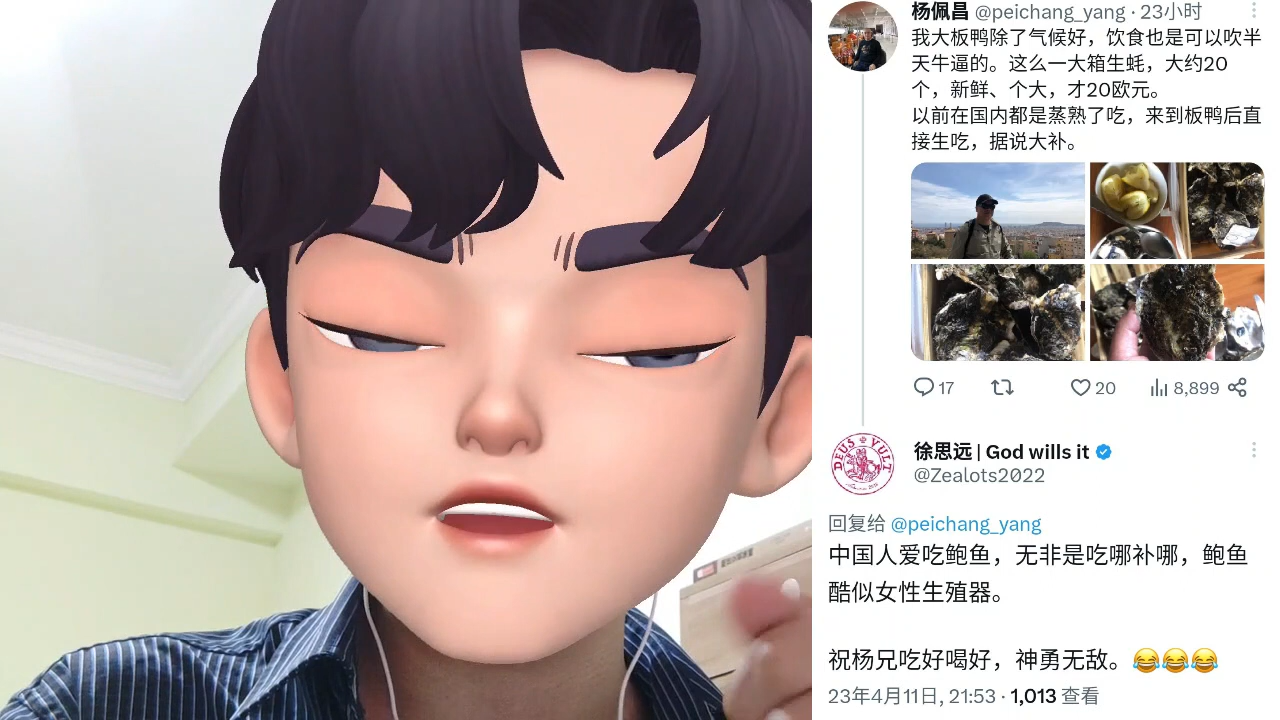 杨佩昌 @peichang_yang · 23小时
我大板鸭除了气候好，饮食也是可以吹半
天牛逼的。这么一大箱生蚝，大约20
个，新鲜、个大，才20欧元。
以前在国内都是蒸熟了吃，来到板鸭后直
接生吃，据说大补。
17 20 8,899
DEUS VULT
徐思远 | God wills it
@Zealots2022
回复给 @peichang_yang
中国人爱吃鲍鱼，无非是吃哪补哪，鲍鱼
酷似女性生殖器。
祝杨兄吃好喝好，神勇无敌。😂😂😂
23年4月11日, 21:53 · 1,013 查看